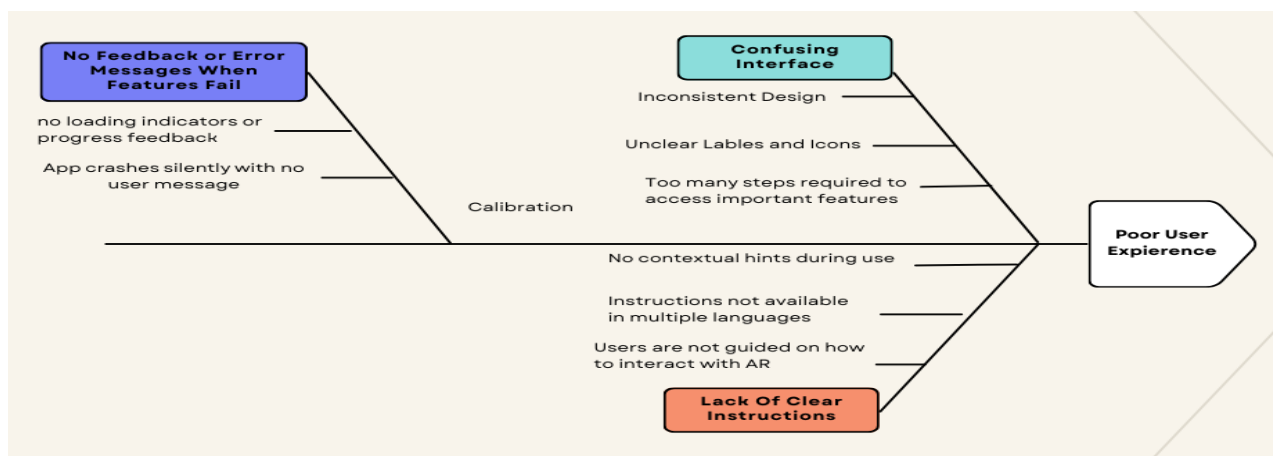 No Feedback or Error
Messages When
Features Fail
no loading indicators or
progress feedback
App crashes silently with no
user message
Calibration
Confusing
Interface
Inconsistent Design
Unclear Lables and Icons
Too many steps required to
access important features
Poor User
Expierence
No contextual hints during use
Instructions not available
in multiple languages
Users are not guided on how
to interact with AR
Lack Of Clear
Instructions